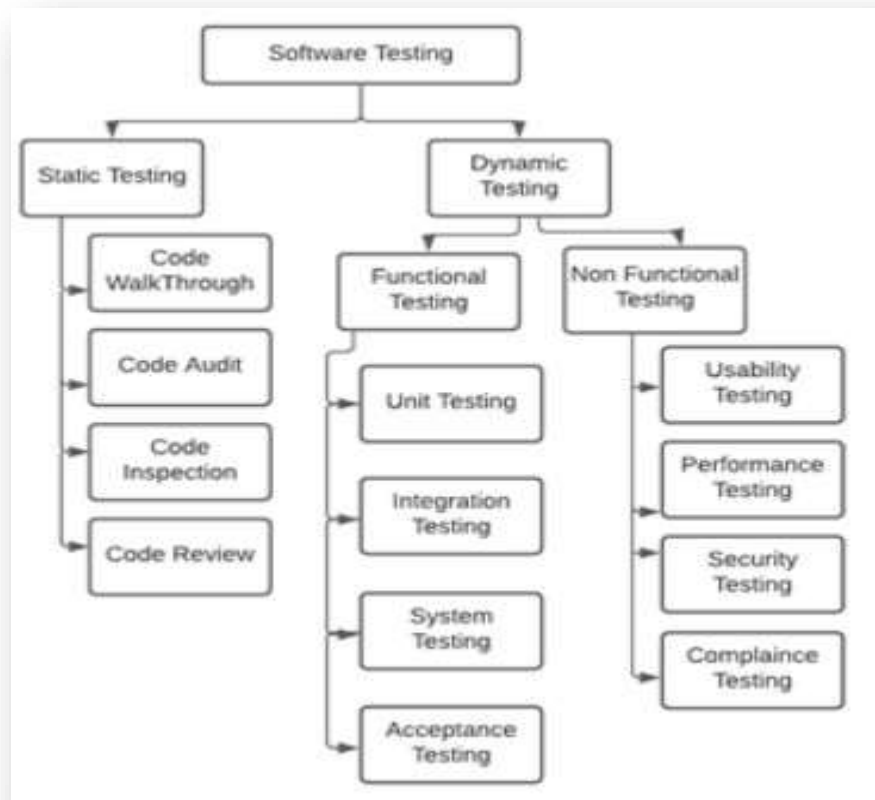 Software Testing
Static Testing
Dynamic
Testing
Code
WalkThrough
Code Audit
Code
Inspection
Code Review
Functional
Testing
Unit Testing
Integration
Testing
System
Testing
Acceptance
Testing
Non Functional
Testing
Usability
Testing
Performance
Testing
Security
Testing
Complaince
Testing